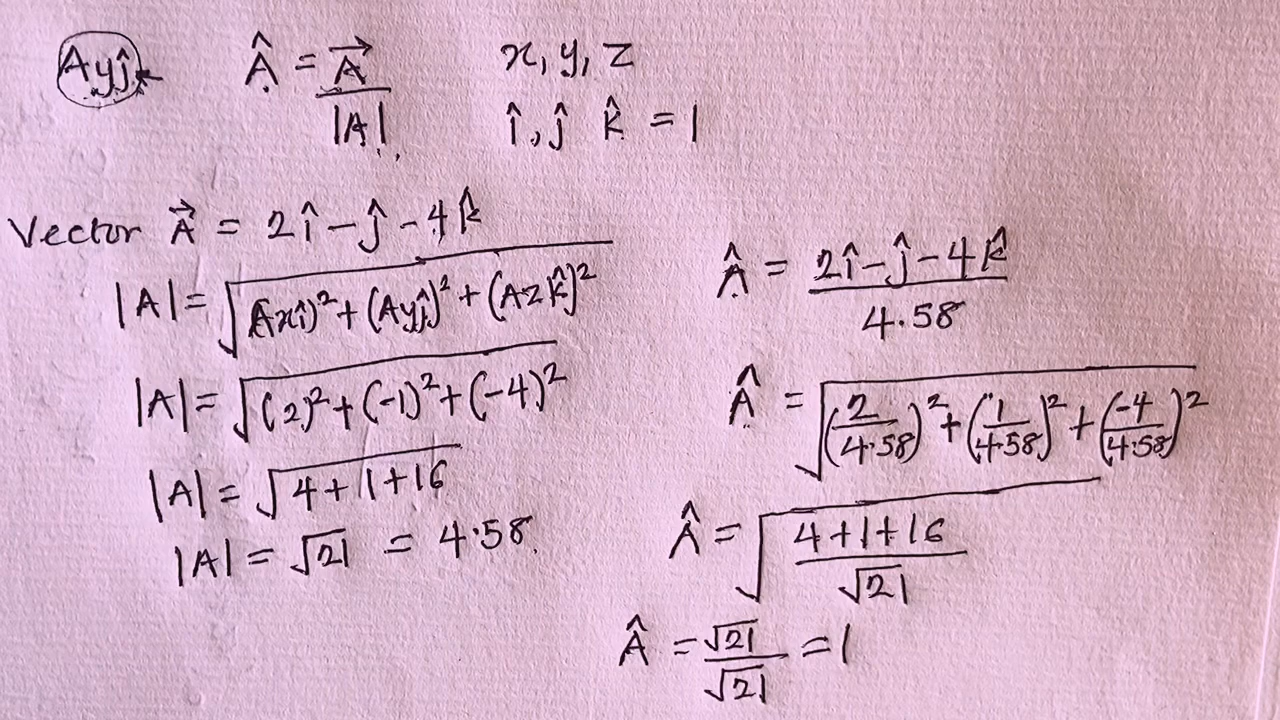 Ayĵ  Â = A⃗/|A|  x, y, z
î, ĵ k̂ = 1
Vector A⃗ = 2î - ĵ - 4k̂
|A| = √((Axî)² + (Ayĵ)² + (Azk̂)²)
|A| = √((2)² + (-1)² + (-4)²)
|A| = √(4+1+16)
|A| = √21 = 4.58
Â = (2î - ĵ - 4k̂)/4.58
Â = √((2/4.58)² + (1/4.58)² + (-4/4.58)²)
Â = √((4+1+16)/√21)
Â = √21/√21 = 1